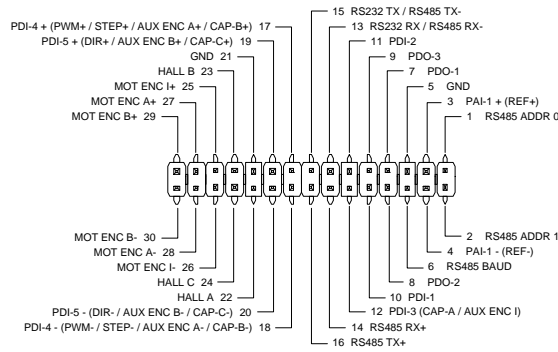 15 RS232 TX / RS485 TX-
PDI-4 + (PWM+ / STEP+ / AUX ENC A+ / CAP-B+) 17
13 RS232 RX / RS485 RX-
PDI-5 + (DIR+ / AUX ENC B+ / CAP-C+) 19
11 PDI-2
GND 21
9 PDO-3
HALL B 23
7 PDO-1
MOT ENC I+ 25
5 GND
MOT ENC A+ 27
3 PAI-1 + (REF+)
MOT ENC B+ 29
1 RS485 ADDR 0
MOT ENC B- 30
2 RS485 ADDR 1
MOT ENC A- 28
4 PAI-1 - (REF-)
MOT ENC I- 26
6 RS485 BAUD
HALL C 24
8 PDO-2
HALL A 22
10 PDI-1
PDI-5 - (DIR- / AUX ENC B- / CAP-C-) 20
12 PDI-3 (CAP-A / AUX ENC I)
PDI-4 - (PWM- / STEP- / AUX ENC A- / CAP-B-) 18
14 RS485 RX+
16 RS485 TX+